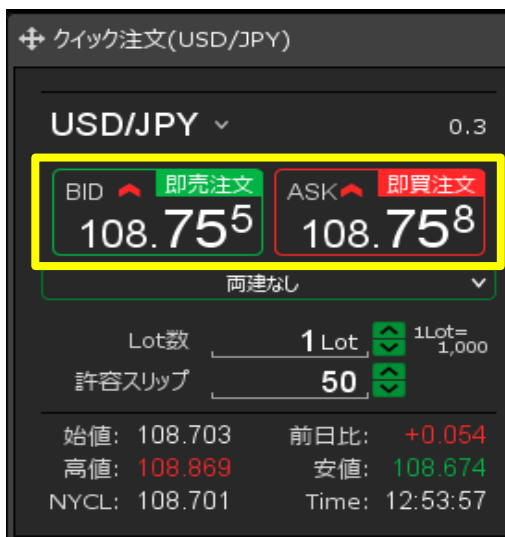 クイック注文(USD/JPY)
USD/JPY 0.3
BID 即売注文 ASK 即買注文
108.755 108.758
両建なし
Lot数 1 Lot 1Lot=
1,000
許容スリップ 50
始値: 108.703 前日比: +0.054
高値: 108.869 安値: 108.674
NYCL: 108.701 Time: 12:53:57